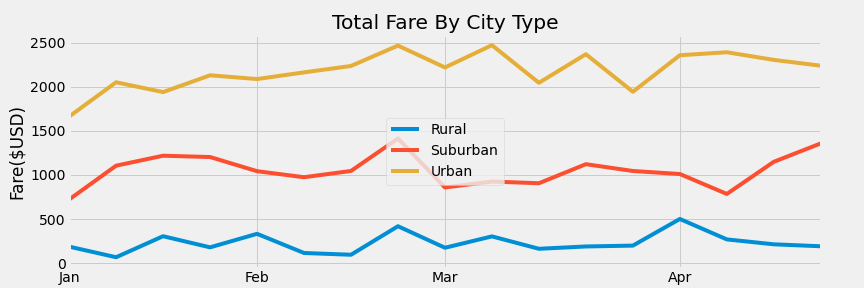 Total Fare By City Type
Fare($USD)
2500
2000
1500
1000
500
0
Rural
Suburban
Urban
Jan Feb Mar Apr